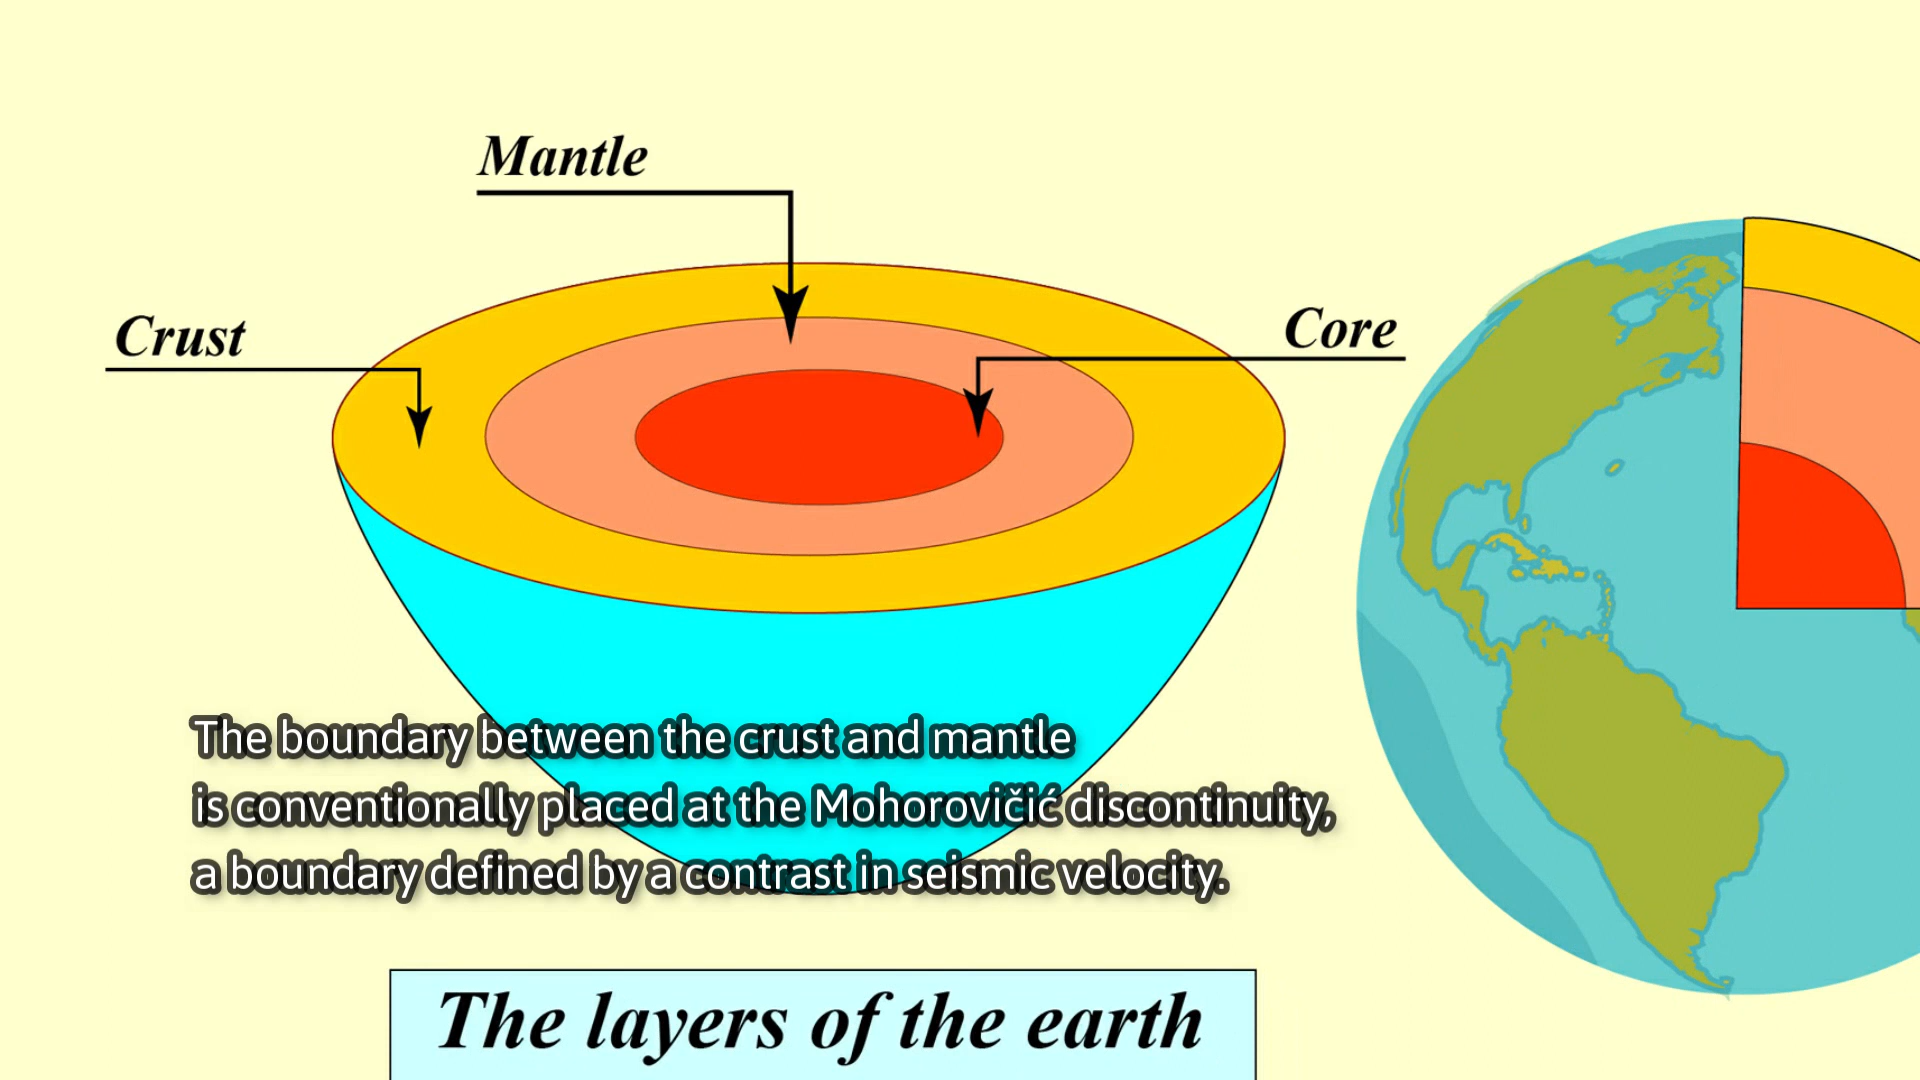 Mantle
Crust
Core
The boundary between the crust and mantle
is conventionally placed at the Mohorovičić discontinuity,
a boundary defined by a contrast in seismic velocity.
The layers of the earth